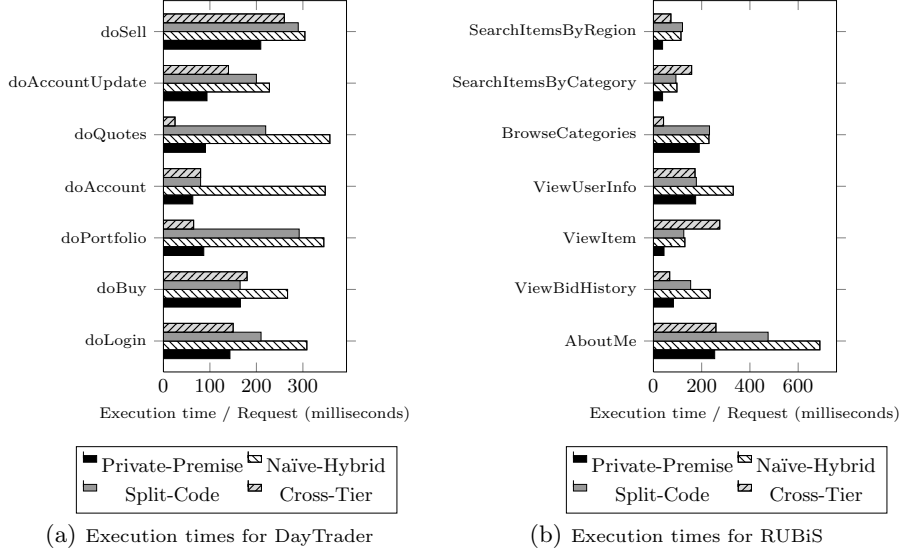 doSell
doAccountUpdate
doQuotes
doAccount
doPortfolio
doBuy
doLogin
0 100 200 300
Execution time / Request (milliseconds)
Private-Premise Naïve-Hybrid
Split-Code Cross-Tier
(a) Execution times for DayTrader
SearchItemsByRegion
SearchItemsByCategory
BrowseCategories
ViewUserInfo
ViewItem
ViewBidHistory
AboutMe
0 200 400 600
Execution time / Request (milliseconds)
Private-Premise Naïve-Hybrid
Split-Code Cross-Tier
(b) Execution times for RUBiS